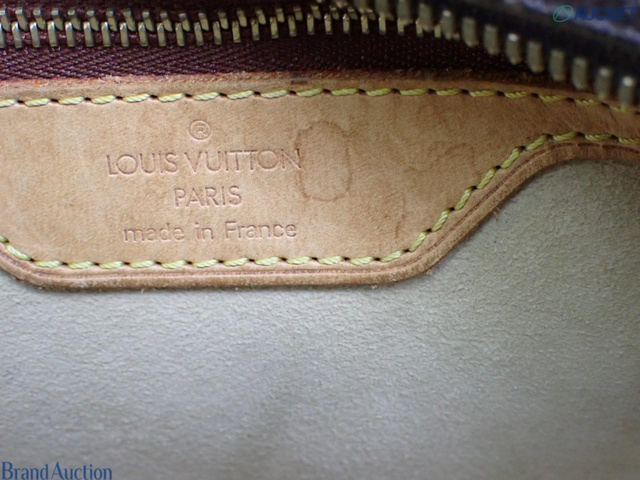 ®
LOUIS VUITTON
PARIS
made in France
Brand Auction